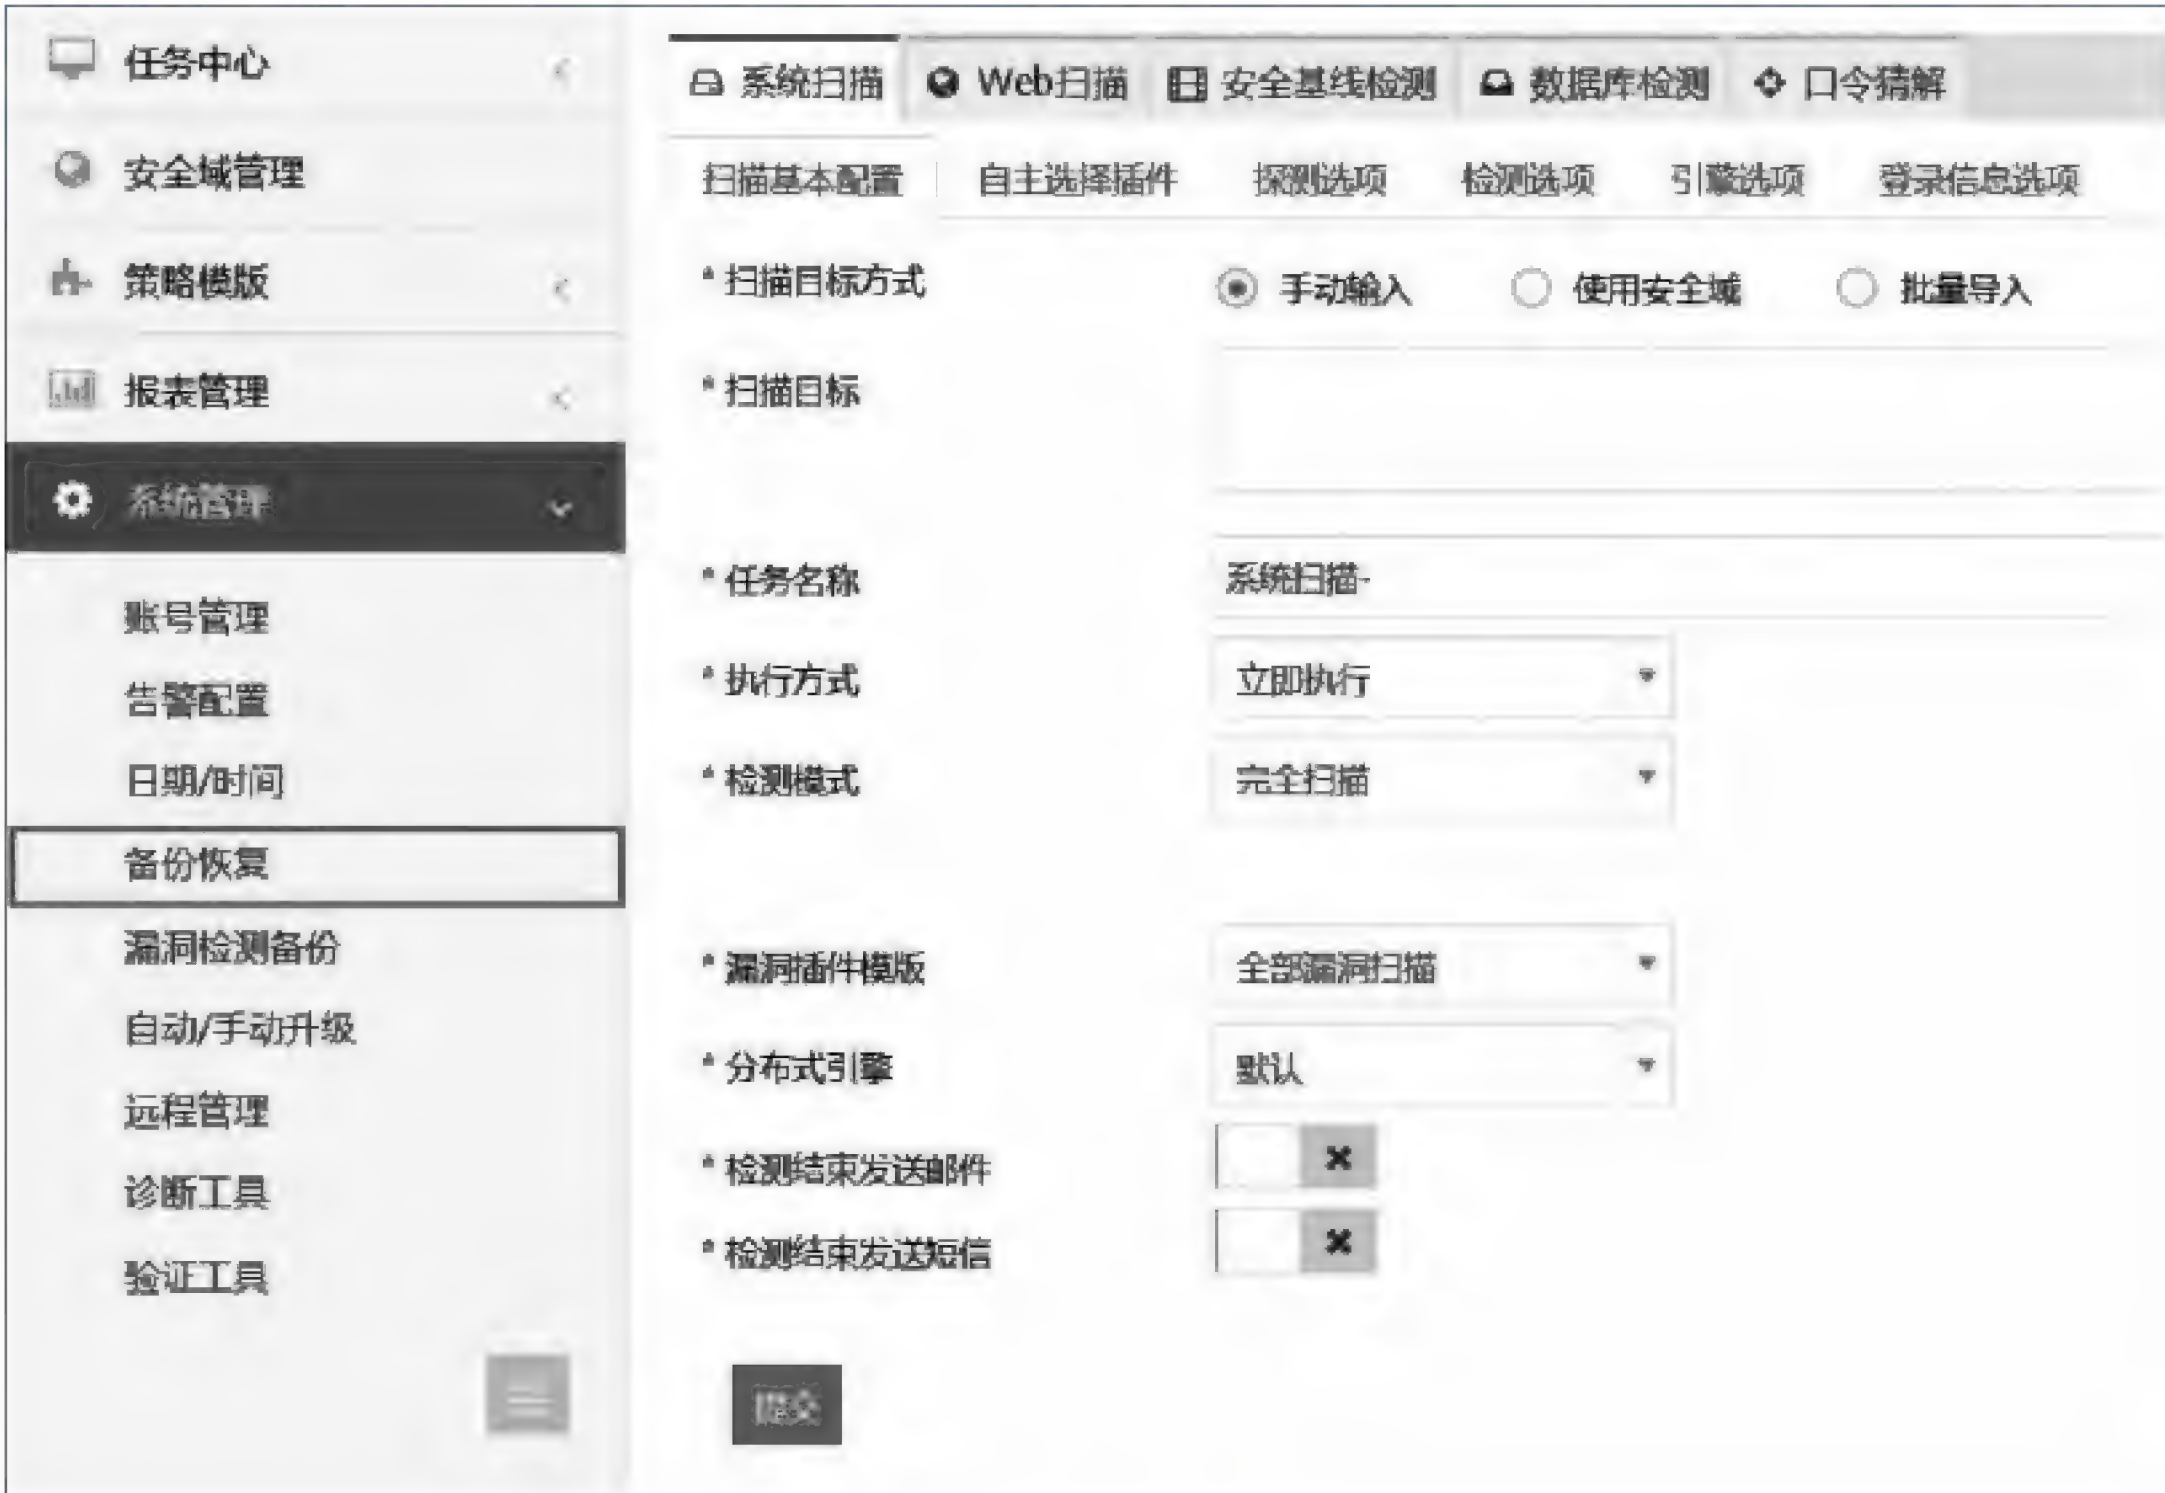 任务中心
安全域管理
策略模版
报表管理
系统管理
账号管理
告警配置
日期/时间
备份恢复
漏洞检测备份
自动/手动升级
远程管理
诊断工具
验证工具
系统扫描 Web扫描 安全基线检测 数据库检测 口令猜解
扫描基本配置 自主选择插件 探测选项 检测选项 引擎选项 登录信息选项
* 扫描目标方式 手动输入 使用安全域 批量导入
* 扫描目标
* 任务名称 系统扫描-
* 执行方式 立即执行
* 检测模式 完全扫描
* 漏洞插件模版 全部漏洞扫描
* 分布式引擎 默认
* 检测结束发送邮件
* 检测结束发送短信
提交